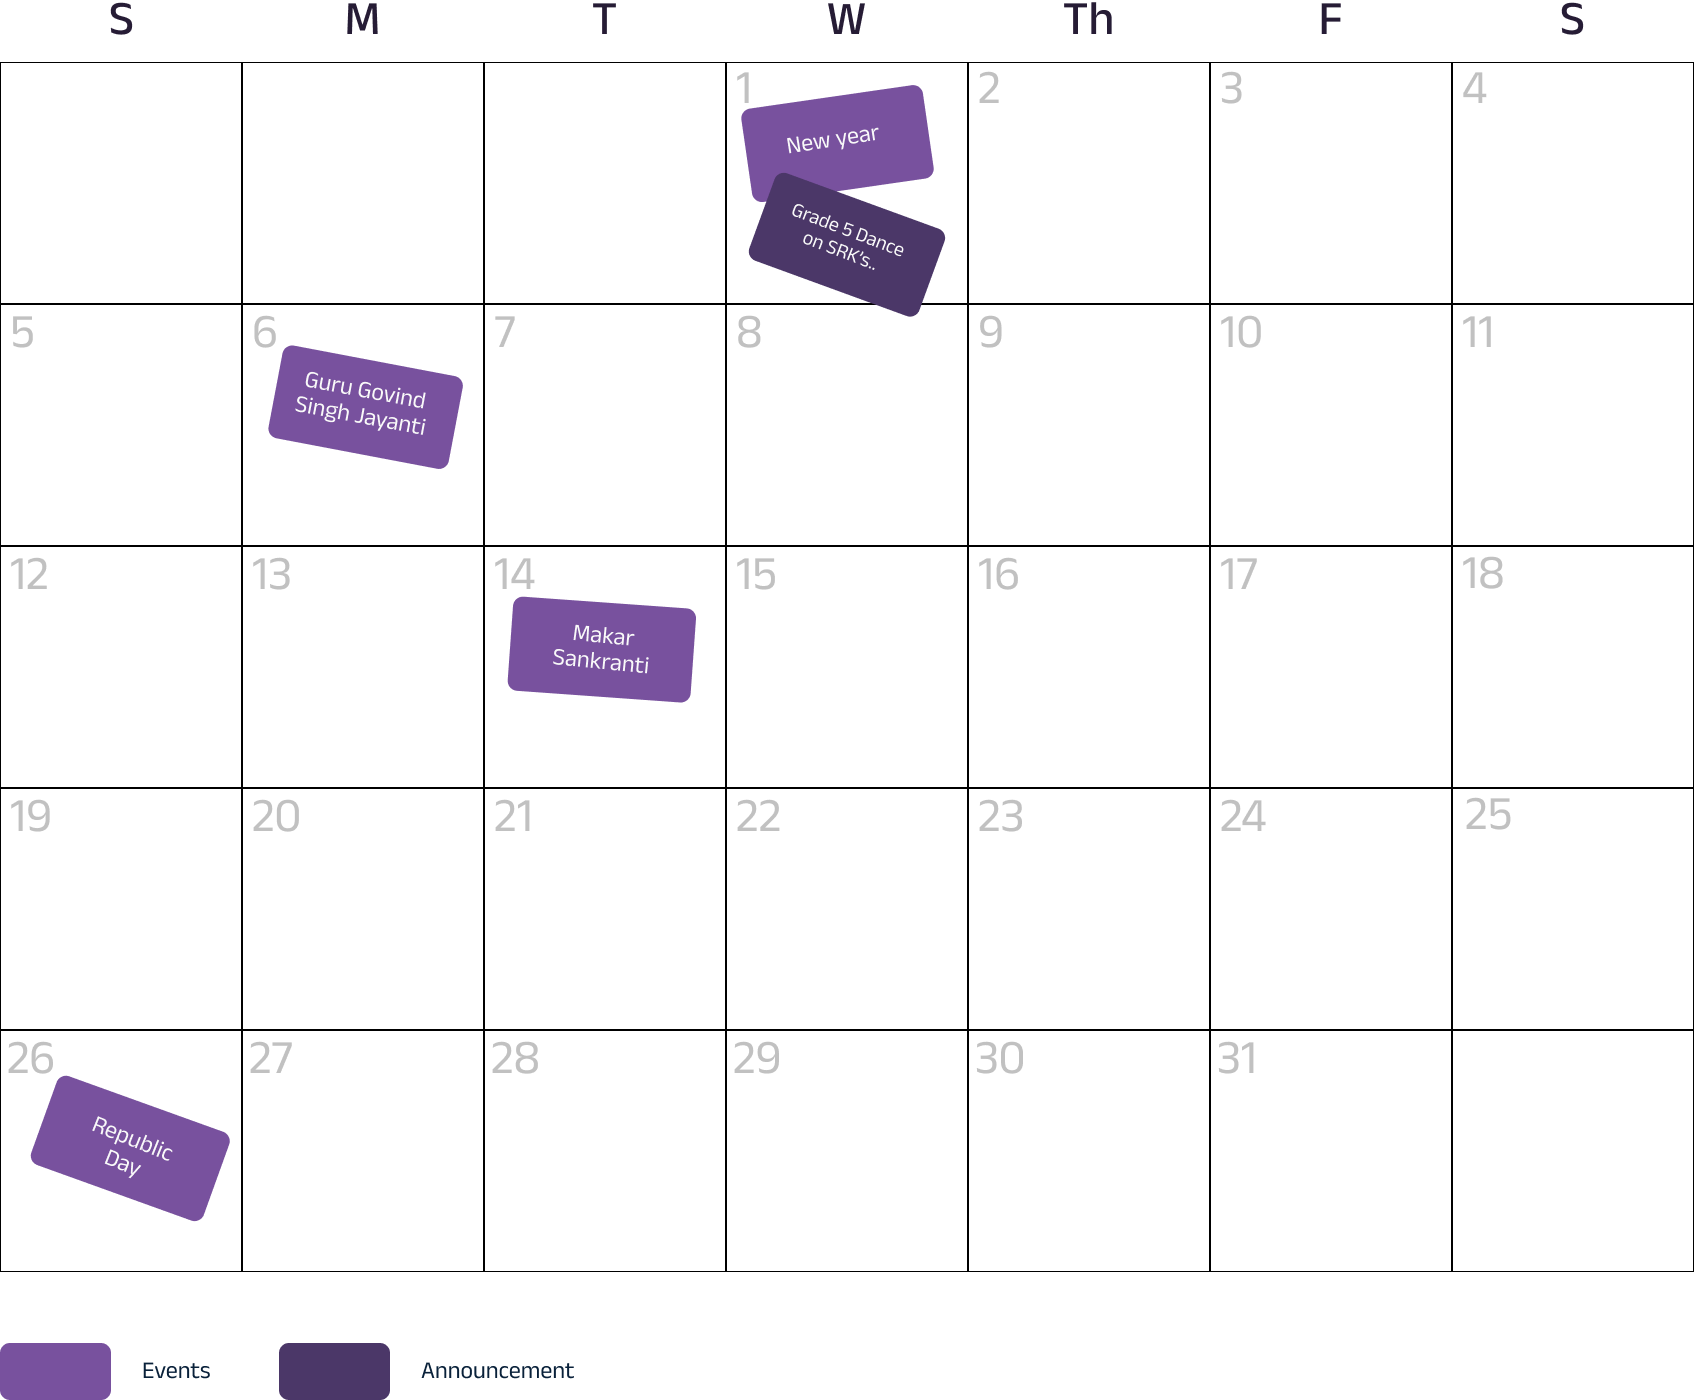 S M T W Th F S
1 2 3 4
New year
Grade 5 Dance
on SRK's..
5 6 7 8 9 10 11
Guru Govind
Singh Jayanti
12 13 14 15 16 17 18
Makar
Sankranti
19 20 21 22 23 24 25
26 27 28 29 30 31
Republic
Day
Events Announcement